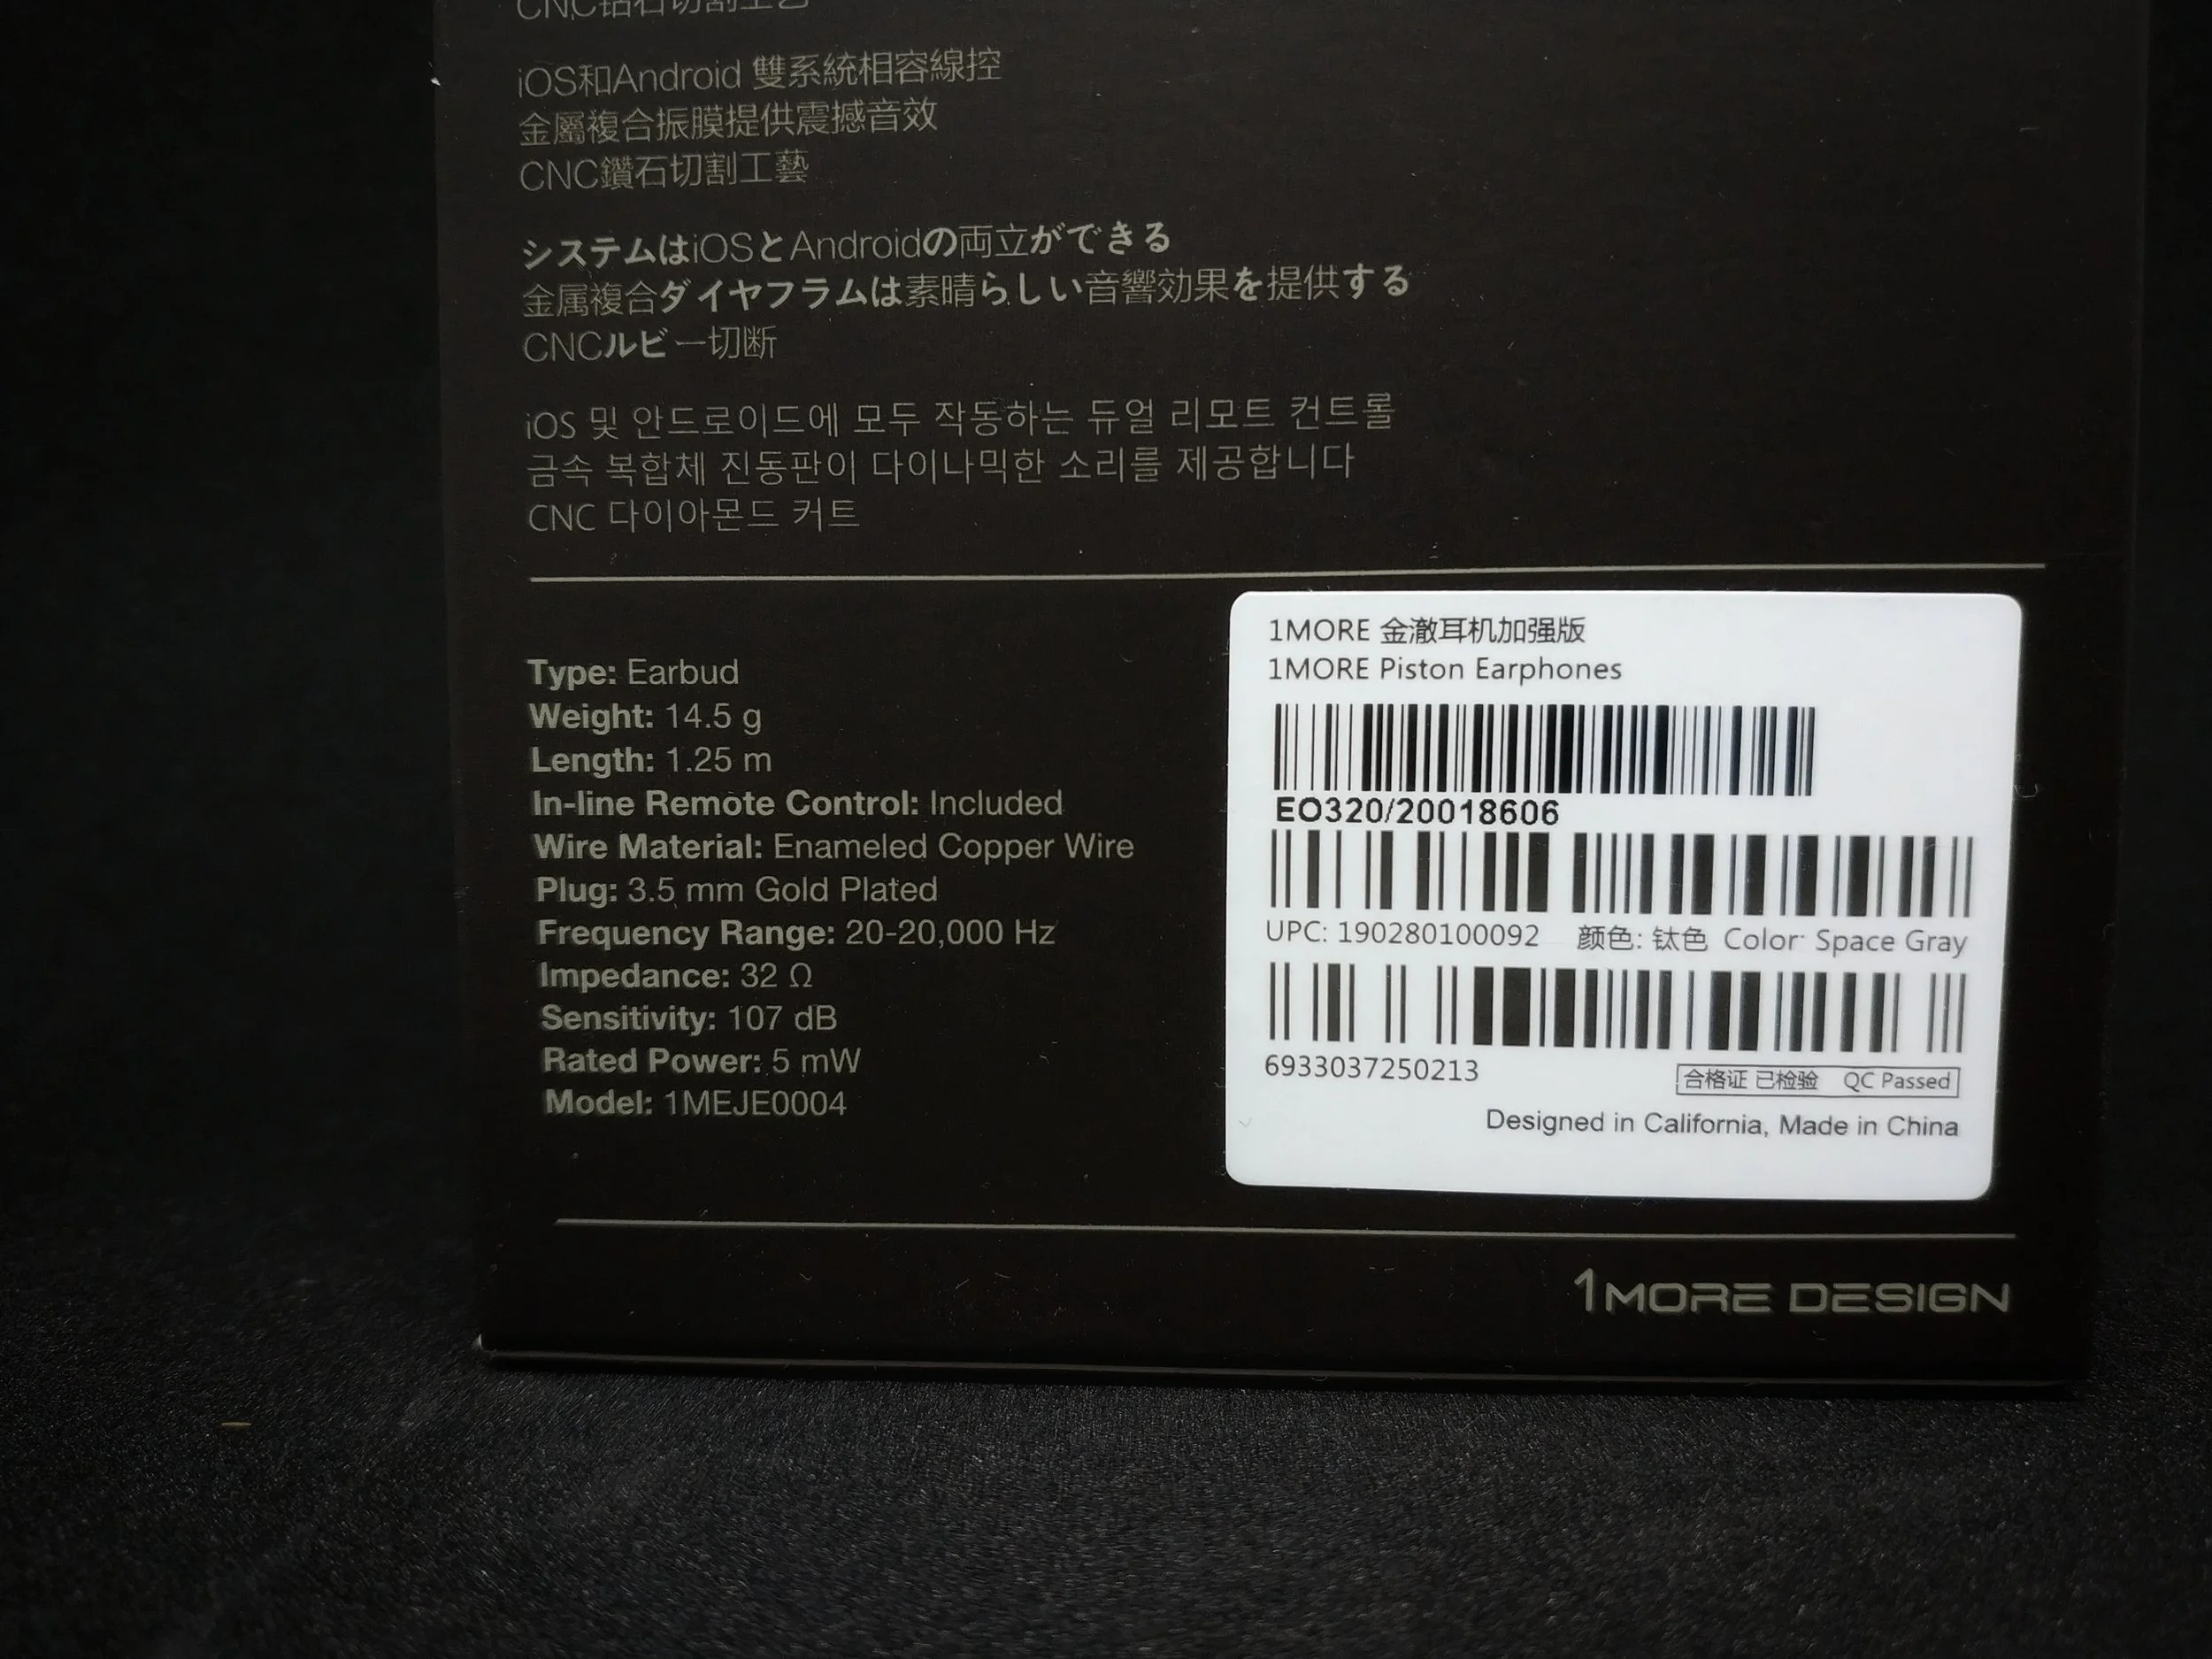 CNC钻石切割工艺
iOS和Android 雙系統相容線控
金屬複合振膜提供震撼音效
CNC鑽石切割工藝
システムはiOSとAndroidの両立ができる
金属複合ダイヤフラムは素晴らしい音響効果を提供する
CNCルビー切断
iOS 및 안드로이드에 모두 작동하는 듀얼 리모트 컨트롤
금속 복합체 진동판이 다이나믹한 소리를 제공합니다
CNC 다이아몬드 커트
Type: Earbud
Weight: 14.5 g
Length: 1.25 m
In-line Remote Control: Included
Wire Material: Enameled Copper Wire
Plug: 3.5 mm Gold Plated
Frequency Range: 20-20,000 Hz
Impedance: 32 Ω
Sensitivity: 107 dB
Rated Power: 5 mW
Model: 1MEJE0004
1MORE 金澈耳机加强版
1MORE Piston Earphones
EO320/20018606
UPC: 190280100092 颜色: 钛色 Color: Space Gray
6933037250213
合格证 已检验 QC Passed
Designed in California, Made in China
1MORE DESIGN